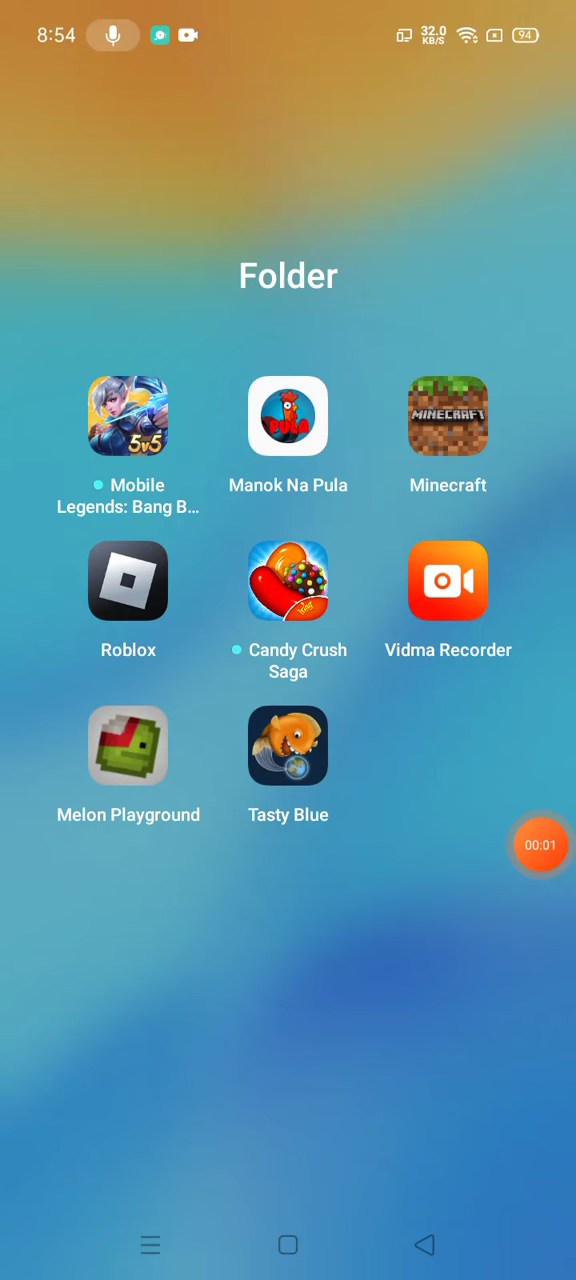 8:54
32.0
KB/S
94
Folder
5v5
PULA
MINECRAFT
Mobile
Legends: Bang B...
Manok Na Pula
Minecraft
King
Roblox
Candy Crush
Saga
Vidma Recorder
Melon Playground
Tasty Blue
00:01